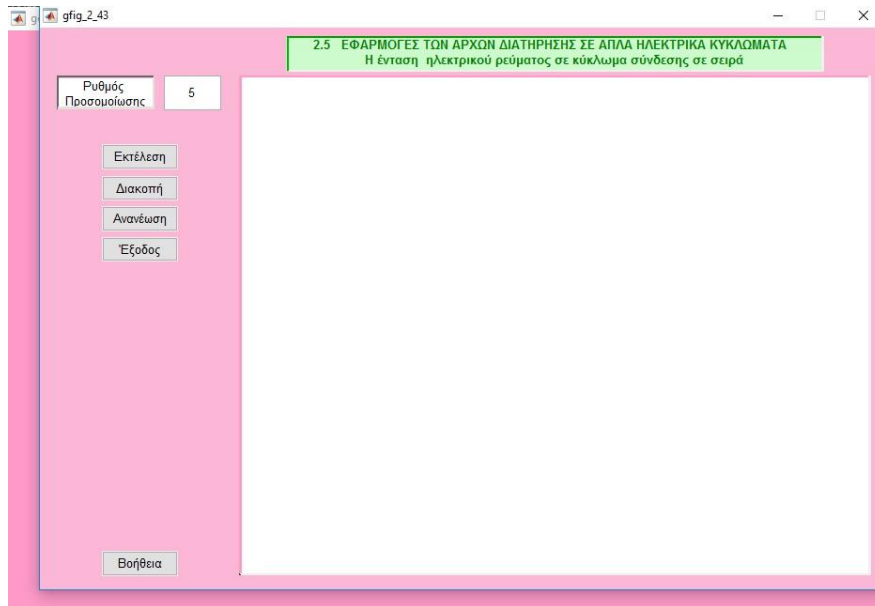 gfig_2_43
2.5 ΕΦΑΡΜΟΓΕΣ ΤΩΝ ΑΡΧΩΝ ΔΙΑΤΗΡΗΣΗΣ ΣΕ ΑΠΛΑ ΗΛΕΚΤΡΙΚΑ ΚΥΚΛΩΜΑΤΑ
Η ένταση ηλεκτρικού ρεύματος σε κύκλωμα σύνδεσης σε σειρά
Ρυθμός
Προσομοίωσης
5
Εκτέλεση
Διακοπή
Ανανέωση
Έξοδος
Βοήθεια